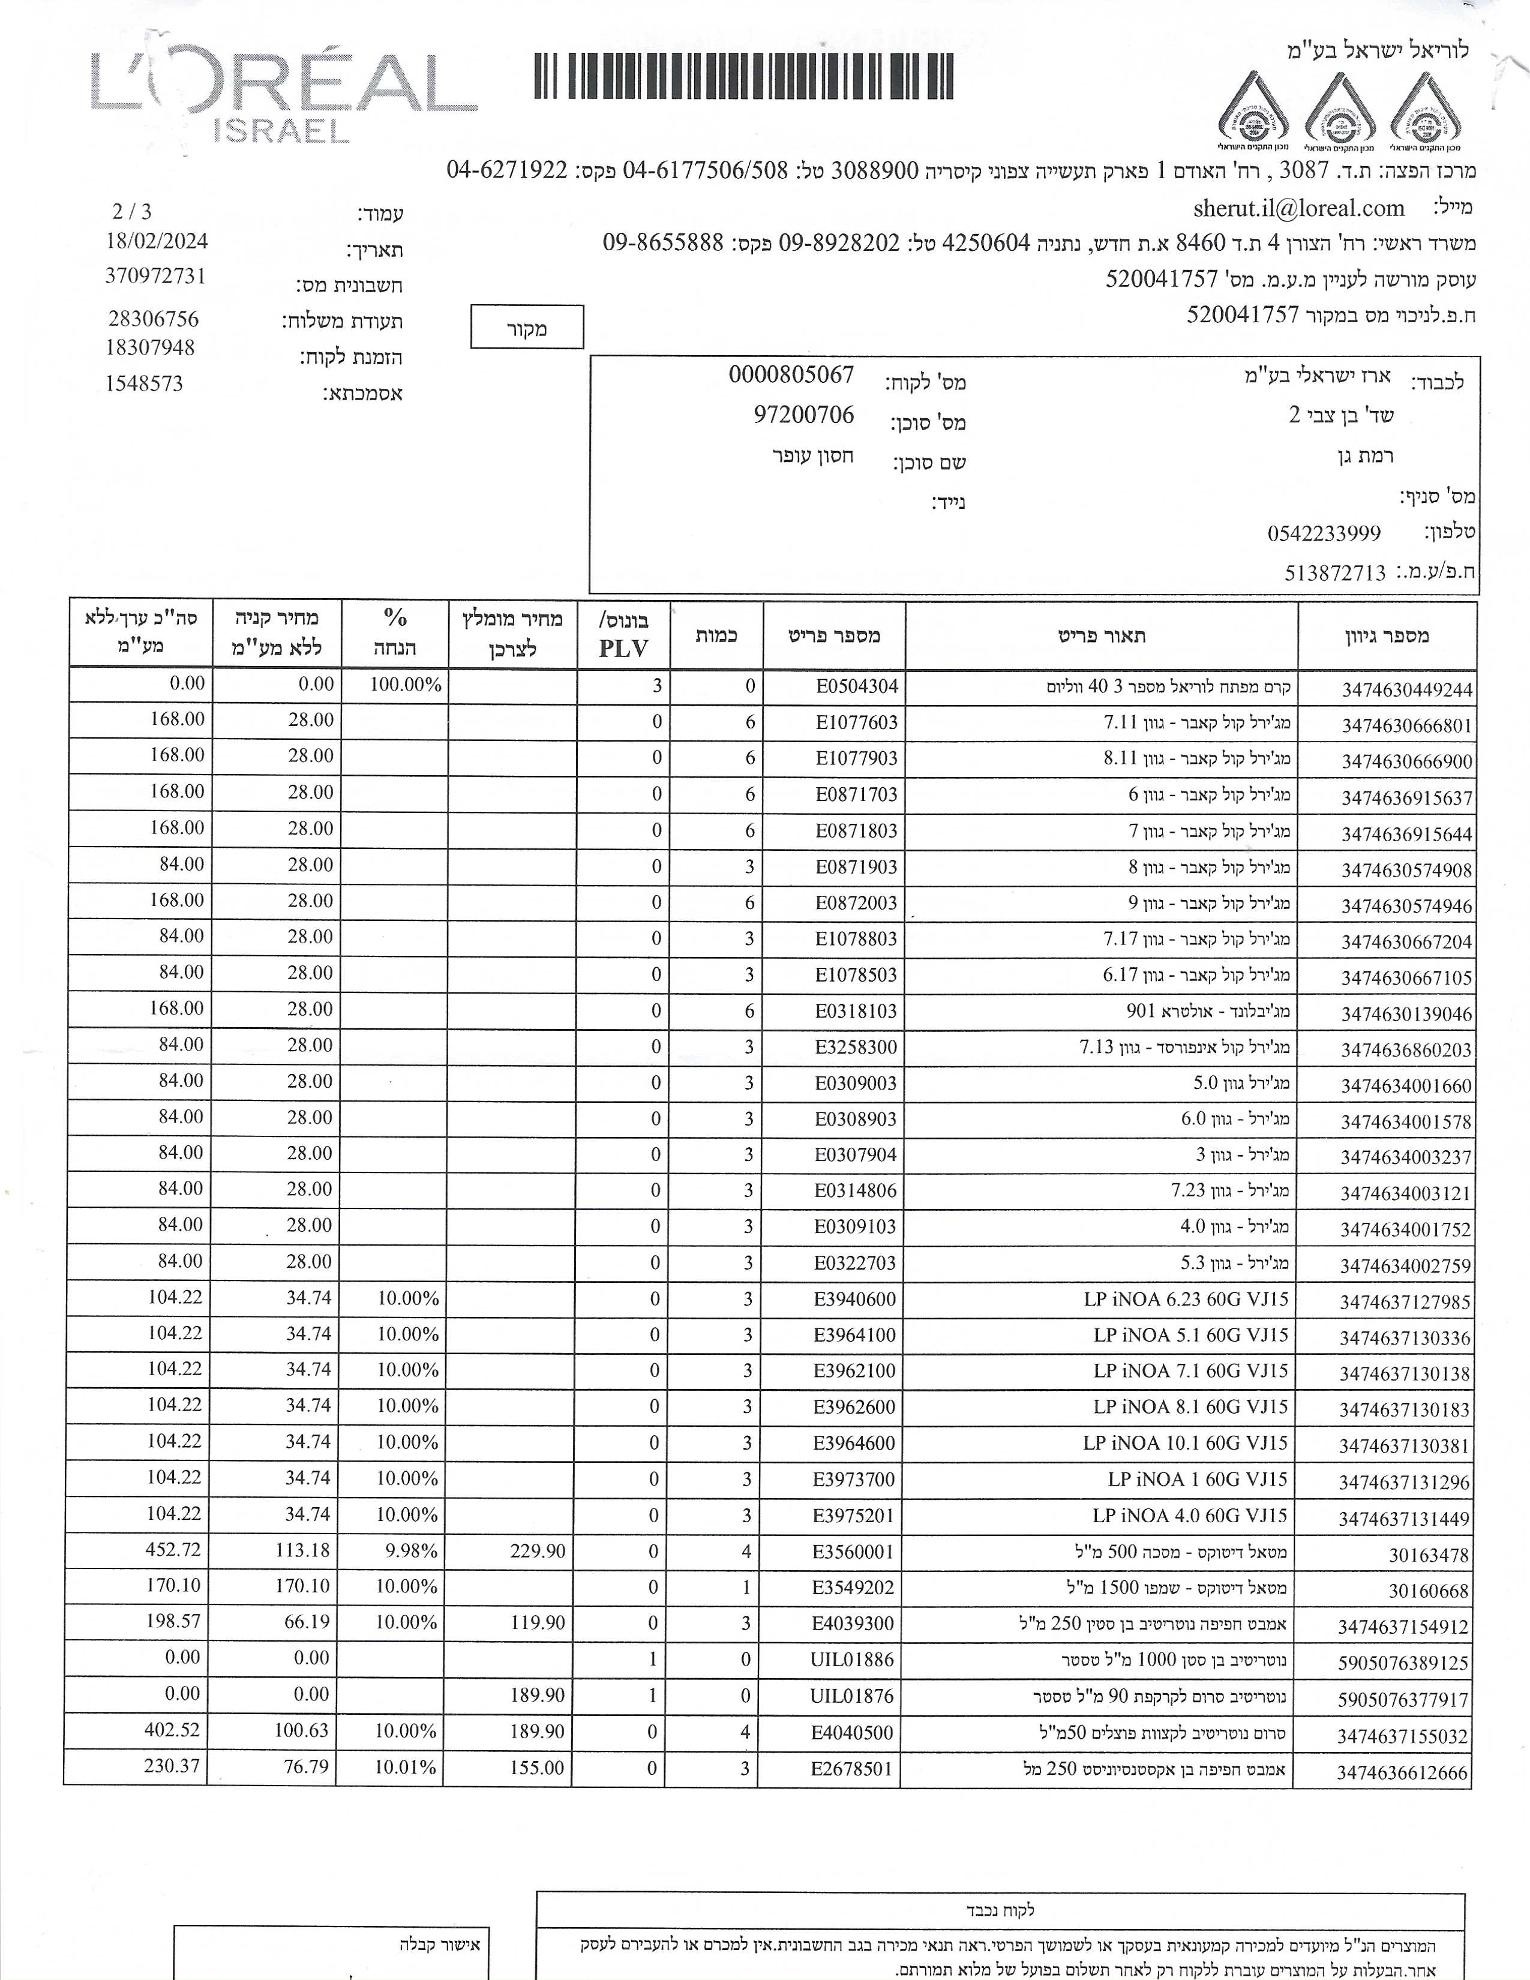 L'ORÉAL
ISRAEL
לוריאל ישראל בע"מ
מכון התקנים הישראלי מכון התקנים הישראלי מכון התקנים הישראלי
מרכז הפצה: ת.ד. 3087 , רח' האודם 1 פארק תעשייה צפוני קיסריה 3088900 טל: 04-6177506/508 פקס: 04-6271922
מייל: sherut.il@loreal.com
משרד ראשי: רח' הצורן 4 ת.ד 8460 א.ת חדש, נתניה 4250604 טל: 09-8928202 פקס: 09-8655888
עוסק מורשה לעניין מ.ע.מ. מס' 520041757
ח.פ.לניכוי מס במקור 520041757
עמוד: 2 / 3
תאריך: 18/02/2024
חשבונית מס: 370972731
תעודת משלוח: 28306756
הזמנת לקוח: 18307948
אסמכתא: 1548573
מקור
לכבוד: ארז ישראלי בע"מ
שד' בן צבי 2
רמת גן
מס' סניף:
טלפון: 0542233999
ח.פ/ע.מ.: 513872713
מס' לקוח: 0000805067
מס' סוכן: 97200706
שם סוכן: חסון עופר
נייד:
מספר גיוון תאור פריט מספר פריט כמות בונוס/ PLV מחיר מומלץ לצרכן % הנחה מחיר קניה ללא מע"מ סה"כ ערך ללא מע"מ
3474630449244 קרם מפתח לוריאל מספר 3 40 ווליום E0504304 0 3 100.00% 0.00 0.00
3474630666801 מג'ירל קול קאבר - גוון 7.11 E1077603 6 0 28.00 168.00
3474630666900 מג'ירל קול קאבר - גוון 8.11 E1077903 6 0 28.00 168.00
3474636915637 מג'ירל קול קאבר - גוון 6 E0871703 6 0 28.00 168.00
3474636915644 מג'ירל קול קאבר - גוון 7 E0871803 6 0 28.00 168.00
3474630574908 מג'ירל קול קאבר - גוון 8 E0871903 3 0 28.00 84.00
3474630574946 מג'ירל קול קאבר - גוון 9 E0872003 6 0 28.00 168.00
3474630667204 מג'ירל קול קאבר - גוון 7.17 E1078803 3 0 28.00 84.00
3474630667105 מג'ירל קול קאבר - גוון 6.17 E1078503 3 0 28.00 84.00
3474630139046 מג'יבלונד - אולטרא 901 E0318103 6 0 28.00 168.00
3474636860203 מג'ירל קול אינפורסד - גוון 7.13 E3258300 3 0 28.00 84.00
3474634001660 מג'ירל גוון 5.0 E0309003 3 0 28.00 84.00
3474634001578 מג'ירל - גוון 6.0 E0308903 3 0 28.00 84.00
3474634003237 מג'ירל - גוון 3 E0307904 3 0 28.00 84.00
3474634003121 מג'ירל - גוון 7.23 E0314806 3 0 28.00 84.00
3474634001752 מג'ירל - גוון 4.0 E0309103 3 0 28.00 84.00
3474634002759 מג'ירל - גוון 5.3 E0322703 3 0 28.00 84.00
3474637127985 LP iNOA 6.23 60G VJ15 E3940600 3 0 10.00% 34.74 104.22
3474637130336 LP iNOA 5.1 60G VJ15 E3964100 3 0 10.00% 34.74 104.22
3474637130138 LP iNOA 7.1 60G VJ15 E3962100 3 0 10.00% 34.74 104.22
3474637130183 LP iNOA 8.1 60G VJ15 E3962600 3 0 10.00% 34.74 104.22
3474637130381 LP iNOA 10.1 60G VJ15 E3964600 3 0 10.00% 34.74 104.22
3474637131296 LP iNOA 1 60G VJ15 E3973700 3 0 10.00% 34.74 104.22
3474637131449 LP iNOA 4.0 60G VJ15 E3975201 3 0 10.00% 34.74 104.22
30163478 מטאל דיטוקס - מסכה 500 מ"ל E3560001 4 0 229.90 9.98% 113.18 452.72
30160668 מטאל דיטוקס - שמפו 1500 מ"ל E3549202 1 0 10.00% 170.10 170.10
3474637154912 אמבט חפיפה נוטריטיב בן סטין 250 מ"ל E4039300 3 0 119.90 10.00% 66.19 198.57
5905076389125 נוטריטיב בן סטן 1000 מ"ל טסטר UIL01886 0 1 0.00 0.00
5905076377917 נוטריטיב סרום לקרקפת 90 מ"ל טסטר UIL01876 0 1 189.90 0.00 0.00
3474637155032 סרום נוטריטיב לקצוות פוצלים 50מ"ל E4040500 4 0 189.90 10.00% 100.63 402.52
3474636612666 אמבט חפיפה בן אקסטנסיוניסט 250 מל E2678501 3 0 155.00 10.01% 76.79 230.37
לקוח נכבד
המוצרים הנ"ל מיועדים למכירה קמעונאית בעסקך או לשמושך הפרטי.ראה תנאי מכירה בגב החשבונית.אין למכרם או להעבירם לעסק
אחר.הבעלות על המוצרים עוברת ללקוח רק לאחר תשלום בפועל של מלוא תמורתם.
אישור קבלה